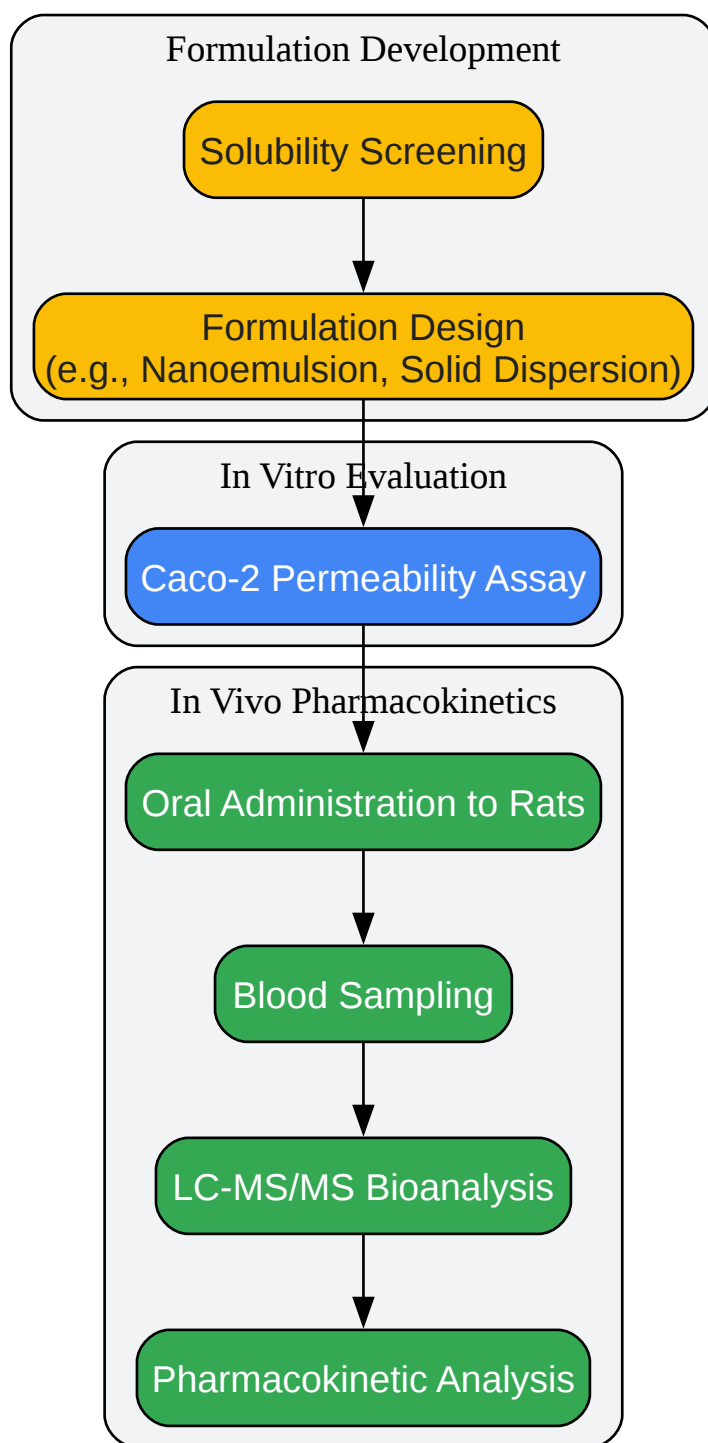 Formulation Development
Solubility Screening
Formulation Design
(e.g., Nanoemulsion, Solid Dispersion)
In Vitro Evaluation
Caco-2 Permeability Assay
In Vivo Pharmacokinetics
Oral Administration to Rats
Blood Sampling
LC-MS/MS Bioanalysis
Pharmacokinetic Analysis